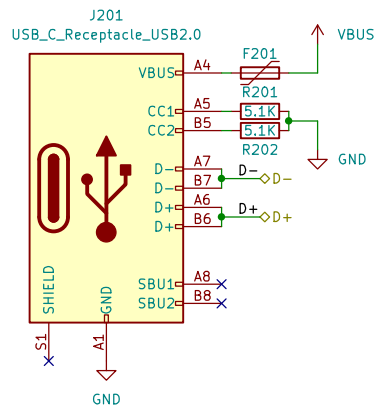 J201
USB_C_Receptacle_USB2.0
VBUS A4 F201 VBUS
CC1 A5 R201 5.1K
CC2 B5 5.1K R202 GND
D- A7 D- D-
D- B7
D+ A6 D+ D+
D+ B6
SBU1 A8
SBU2 B8
SHIELD GND
S1 A1
GND